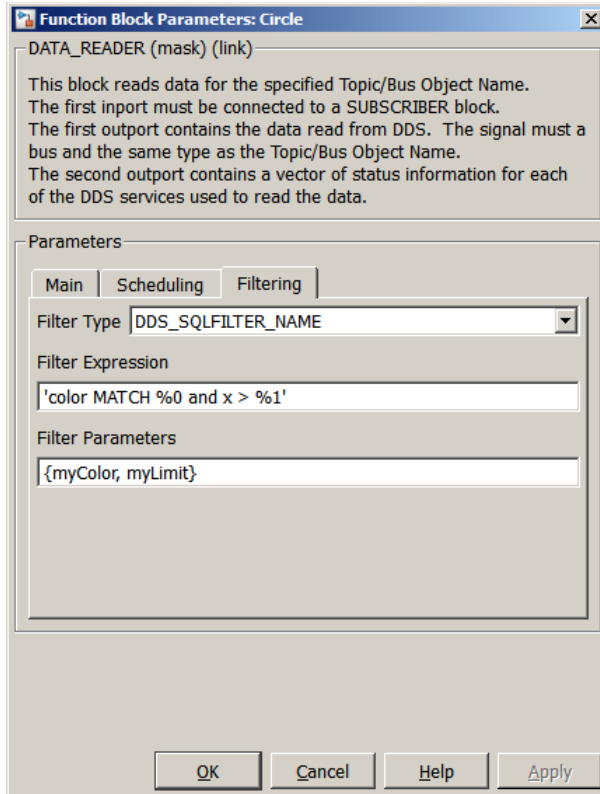 Function Block Parameters: Circle
DATA_READER (mask) (link)
This block reads data for the specified Topic/Bus Object Name.
The first inport must be connected to a SUBSCRIBER block.
The first outport contains the data read from DDS.  The signal must a
bus and the same type as the Topic/Bus Object Name.
The second outport contains a vector of status information for each
of the DDS services used to read the data.
Parameters
Main Scheduling Filtering
Filter Type DDS_SQLFILTER_NAME
Filter Expression
'color MATCH %0 and x > %1'
Filter Parameters
{myColor, myLimit}
OK Cancel Help Apply